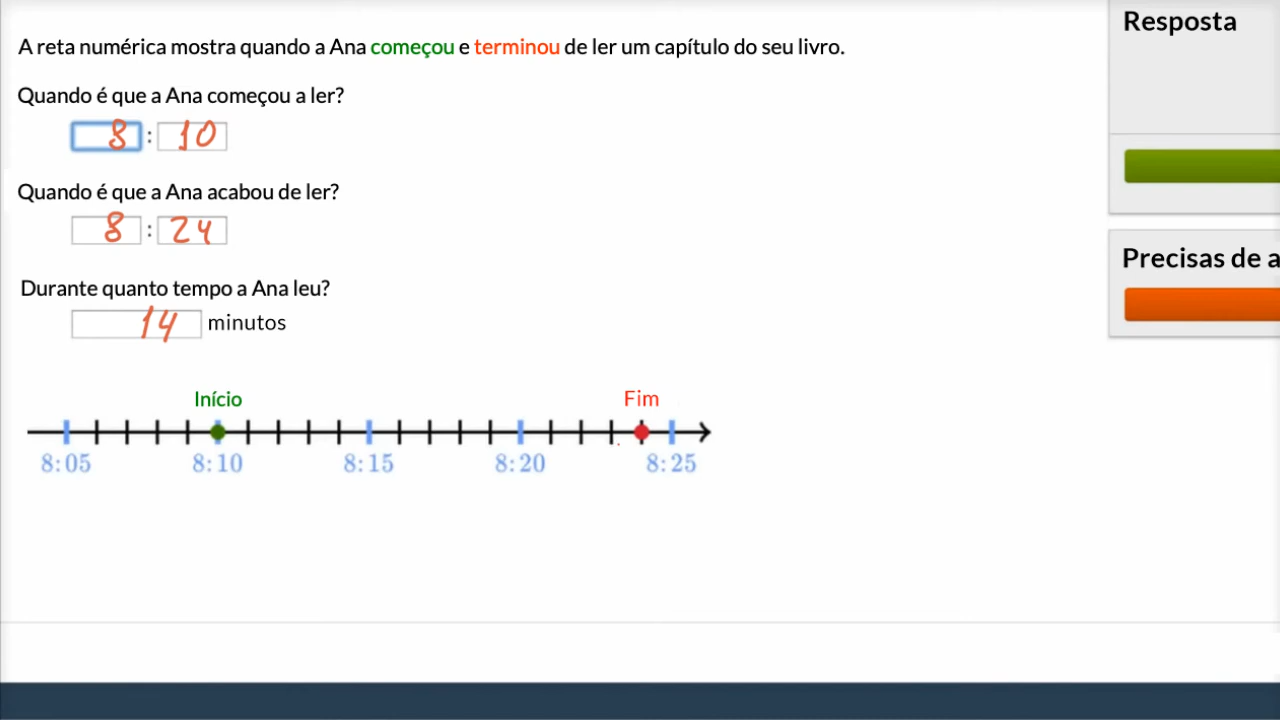 A reta numérica mostra quando a Ana começou e terminou de ler um capítulo do seu livro.
Quando é que a Ana começou a ler?
8 : 10
Quando é que a Ana acabou de ler?
8 : 24
Durante quanto tempo a Ana leu?
14 minutos
Início Fim
8:05 8:10 8:15 8:20 8:25
Resposta
Precisas de a